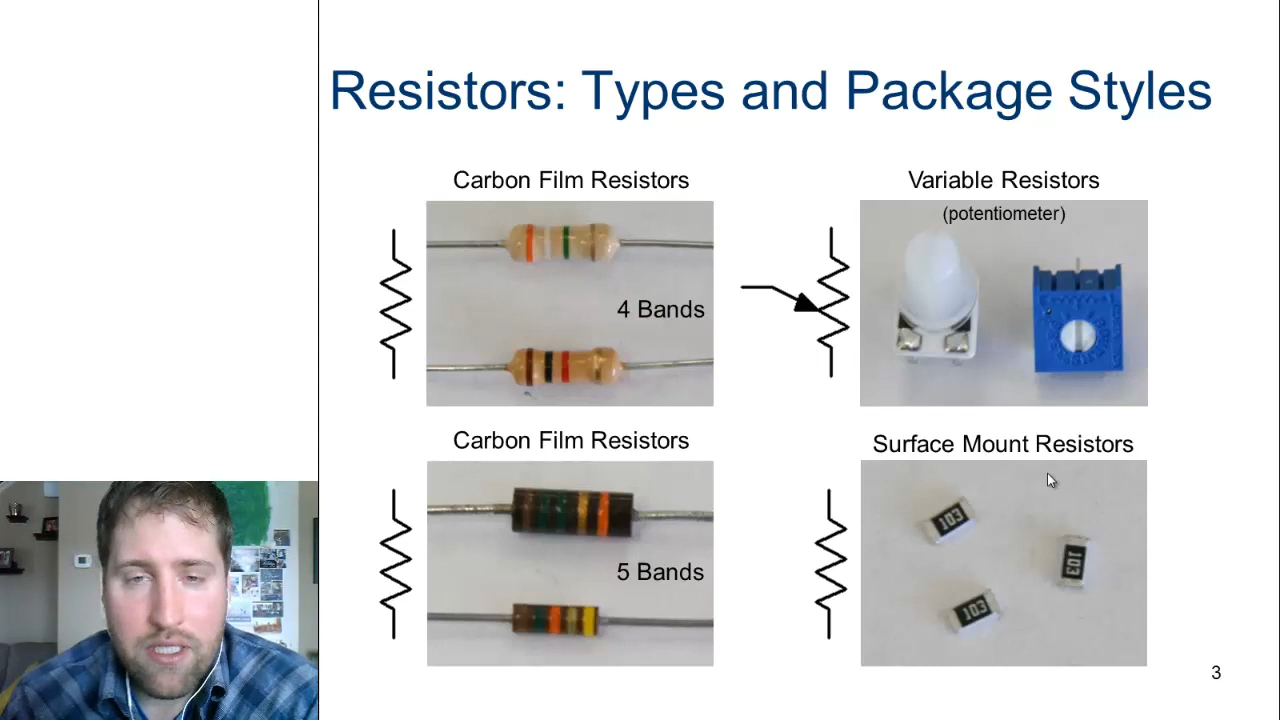 Resistors: Types and Package Styles
Carbon Film Resistors
4 Bands
Variable Resistors
(potentiometer)
Carbon Film Resistors
5 Bands
Surface Mount Resistors
103
103
103
3